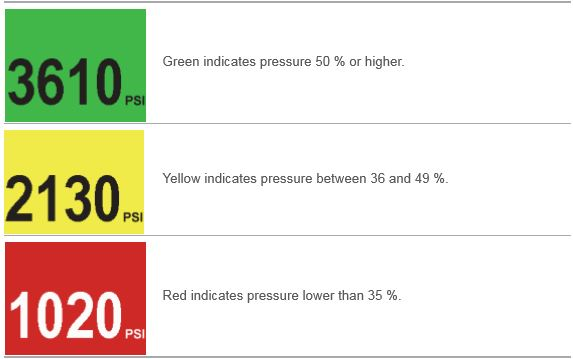 3610 PSI
Green indicates pressure 50 % or higher.
2130 PSI
Yellow indicates pressure between 36 and 49 %.
1020 PSI
Red indicates pressure lower than 35 %.